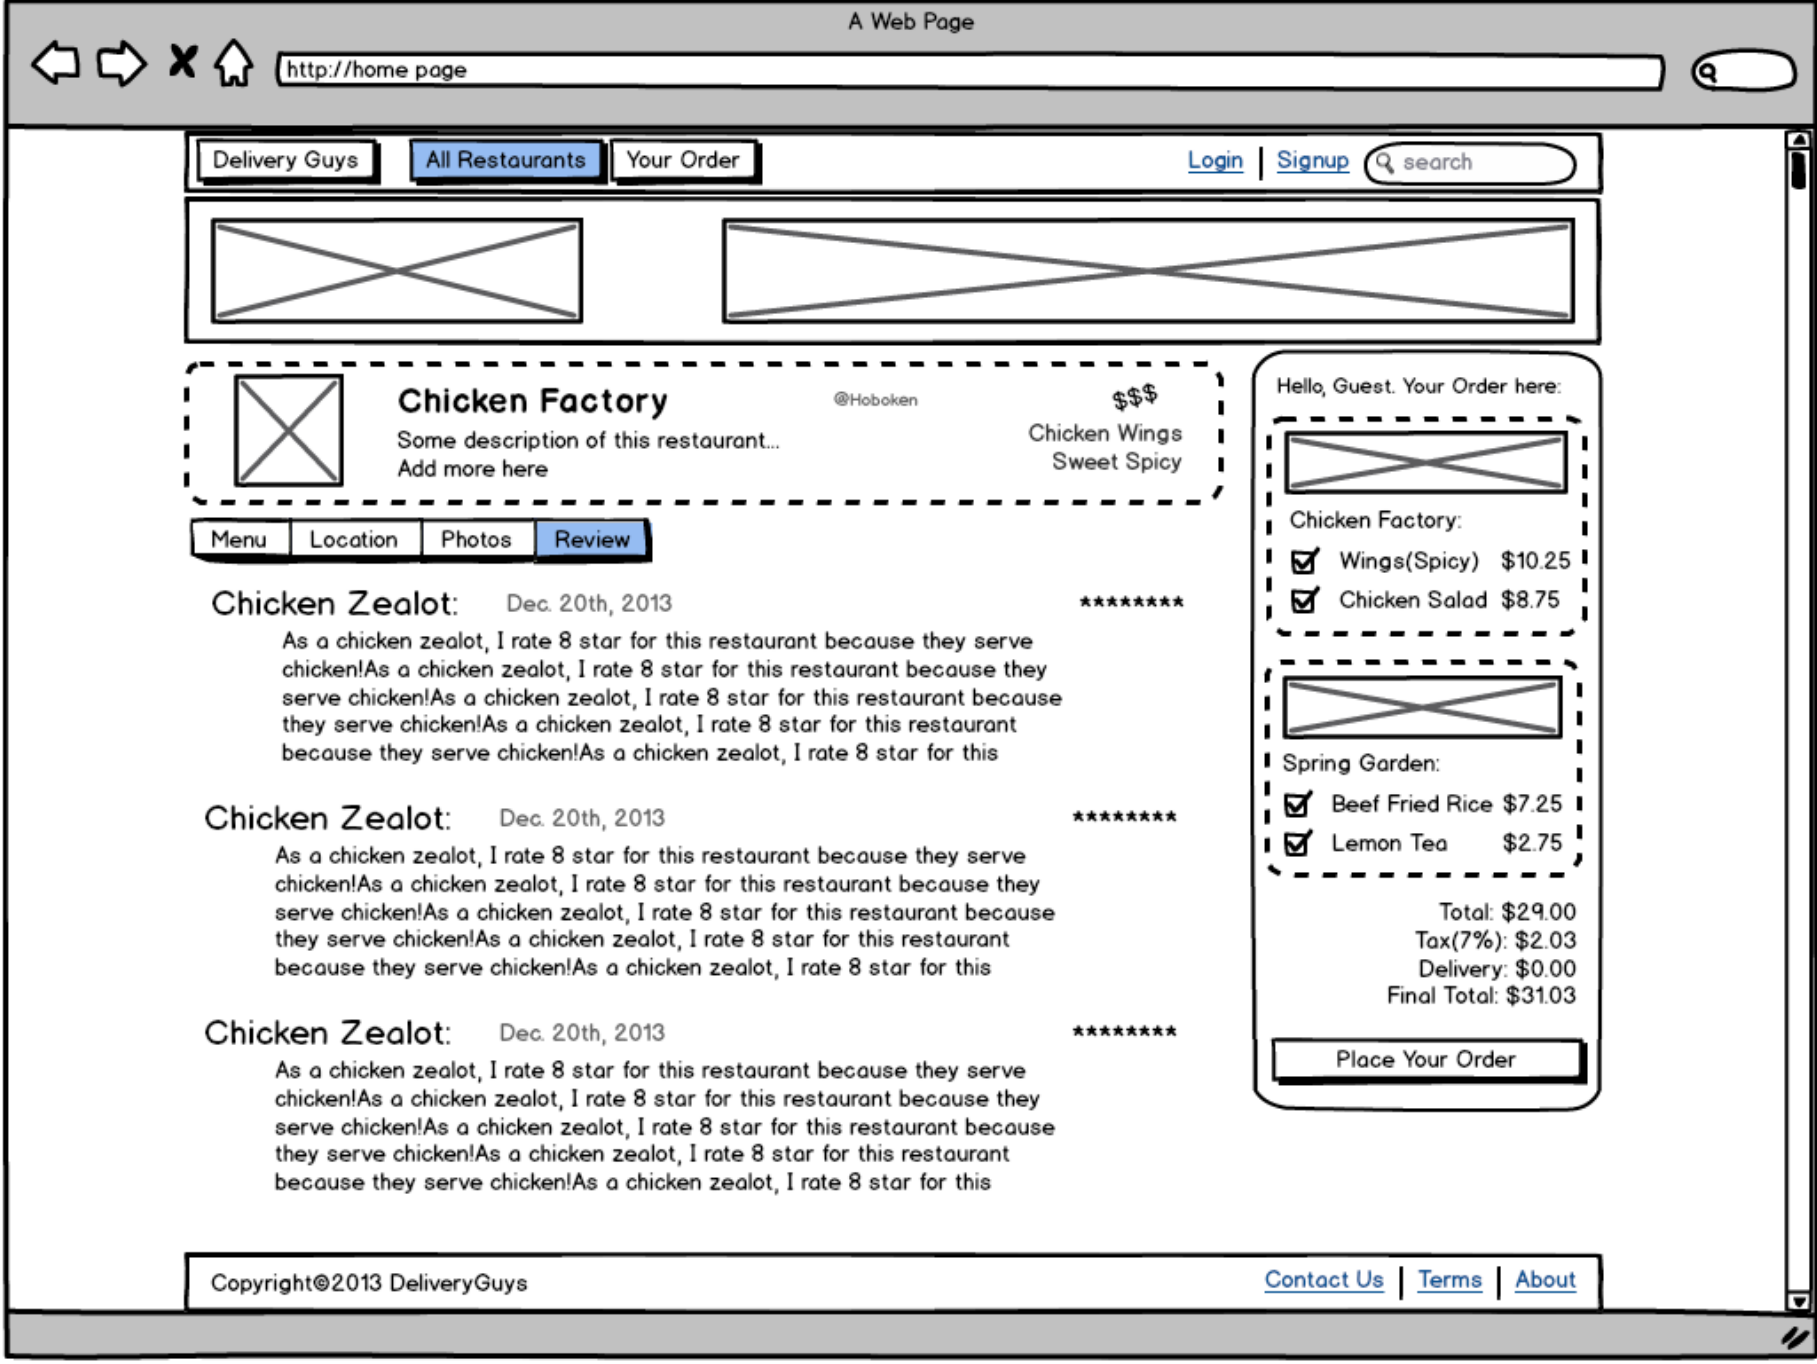 A Web Page
http://home page
Delivery Guys All Restaurants Your Order Login | Signup search
Chicken Factory @Hoboken $$$
Some description of this restaurant...
Add more here
Chicken Wings
Sweet Spicy
Menu Location Photos Review
Chicken Zealot: Dec. 20th, 2013 ********
As a chicken zealot, I rate 8 star for this restaurant because they serve
chicken!As a chicken zealot, I rate 8 star for this restaurant because they
serve chicken!As a chicken zealot, I rate 8 star for this restaurant because
they serve chicken!As a chicken zealot, I rate 8 star for this restaurant
because they serve chicken!As a chicken zealot, I rate 8 star for this
Chicken Zealot: Dec. 20th, 2013 ********
As a chicken zealot, I rate 8 star for this restaurant because they serve
chicken!As a chicken zealot, I rate 8 star for this restaurant because they
serve chicken!As a chicken zealot, I rate 8 star for this restaurant because
they serve chicken!As a chicken zealot, I rate 8 star for this restaurant
because they serve chicken!As a chicken zealot, I rate 8 star for this
Chicken Zealot: Dec. 20th, 2013 ********
As a chicken zealot, I rate 8 star for this restaurant because they serve
chicken!As a chicken zealot, I rate 8 star for this restaurant because they
serve chicken!As a chicken zealot, I rate 8 star for this restaurant because
they serve chicken!As a chicken zealot, I rate 8 star for this restaurant
because they serve chicken!As a chicken zealot, I rate 8 star for this
Hello, Guest. Your Order here:
Chicken Factory:
Wings(Spicy) $10.25
Chicken Salad $8.75
Spring Garden:
Beef Fried Rice $7.25
Lemon Tea $2.75
Total: $29.00
Tax(7%): $2.03
Delivery: $0.00
Final Total: $31.03
Place Your Order
Copyright©2013 DeliveryGuys Contact Us | Terms | About